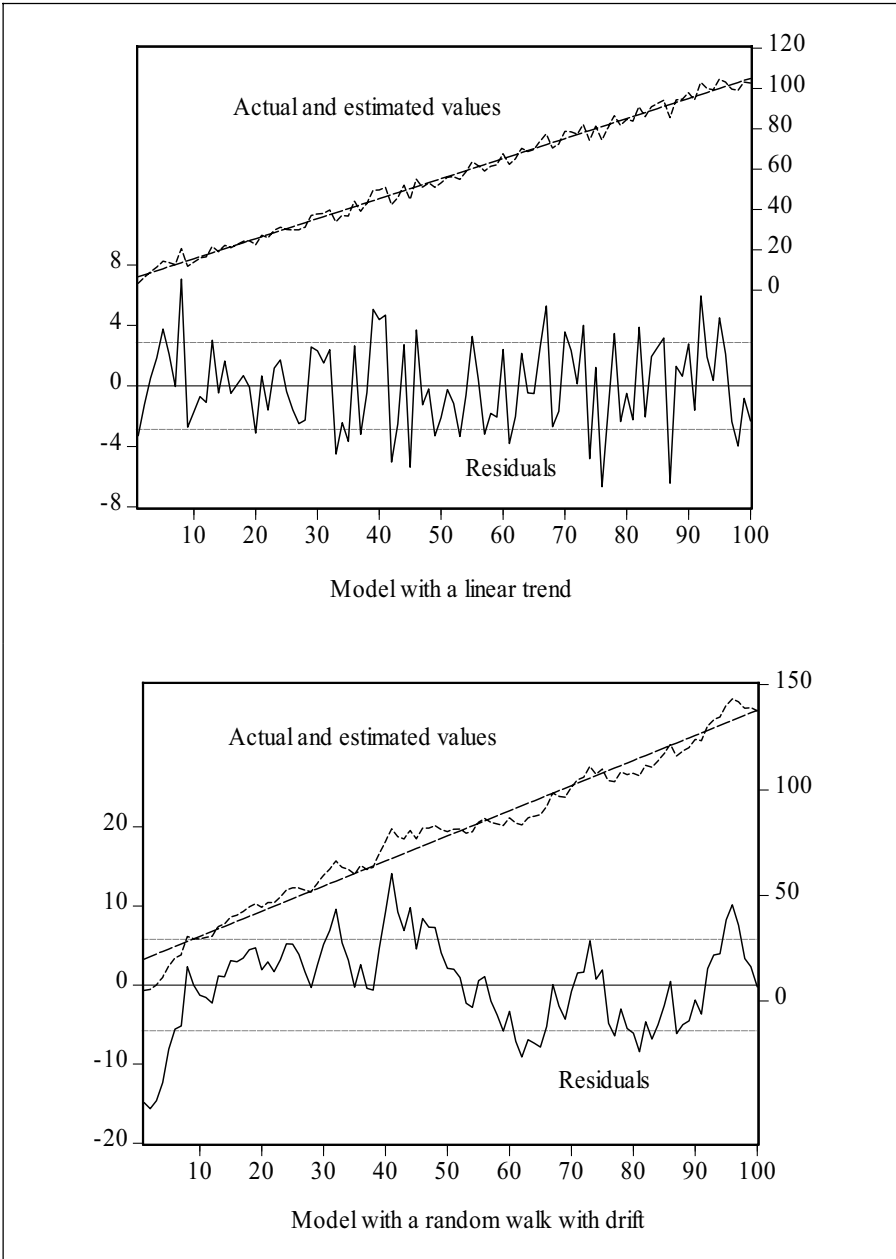 120
Actual and estimated values
100
80
60
40
20
0
8
4
0
-4
-8
Residuals
10 20 30 40 50 60 70 80 90 100
Model with a linear trend
150
Actual and estimated values
100
50
0
20
10
0
-10
-20
Residuals
10 20 30 40 50 60 70 80 90 100
Model with a random walk with drift